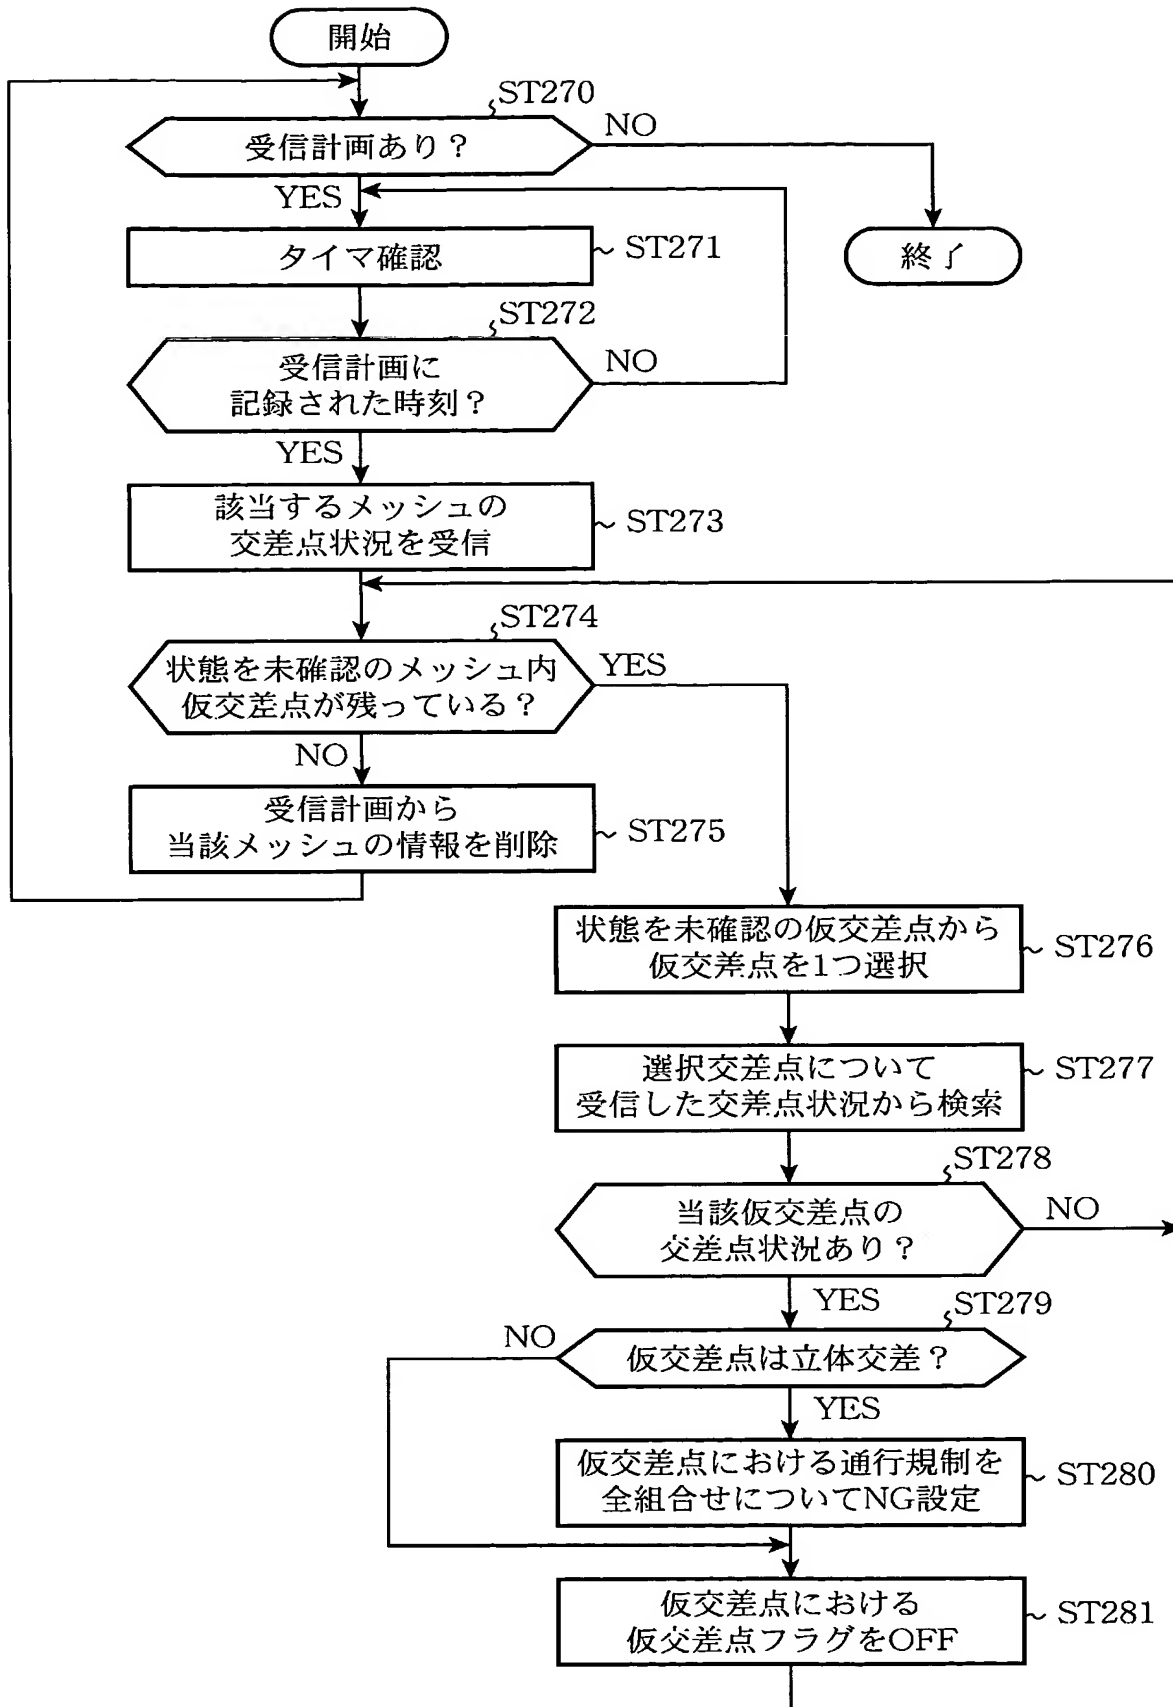 開始
ST270
受信計画あり?
NO
YES
タイマ確認
ST271
終了
ST272
受信計画に
記録された時刻?
NO
YES
該当するメッシュの
交差点状況を受信
ST273
ST274
状態を未確認のメッシュ内
仮交差点が残っている?
YES
NO
受信計画から
当該メッシュの情報を削除
ST275
状態を未確認の仮交差点から
仮交差点を1つ選択
ST276
選択交差点について
受信した交差点状況から検索
ST277
ST278
当該仮交差点の
交差点状況あり?
NO
YES
ST279
NO
仮交差点は立体交差?
YES
仮交差点における通行規制を
全組合せについてNG設定
ST280
仮交差点における
仮交差点フラグをOFF
ST281